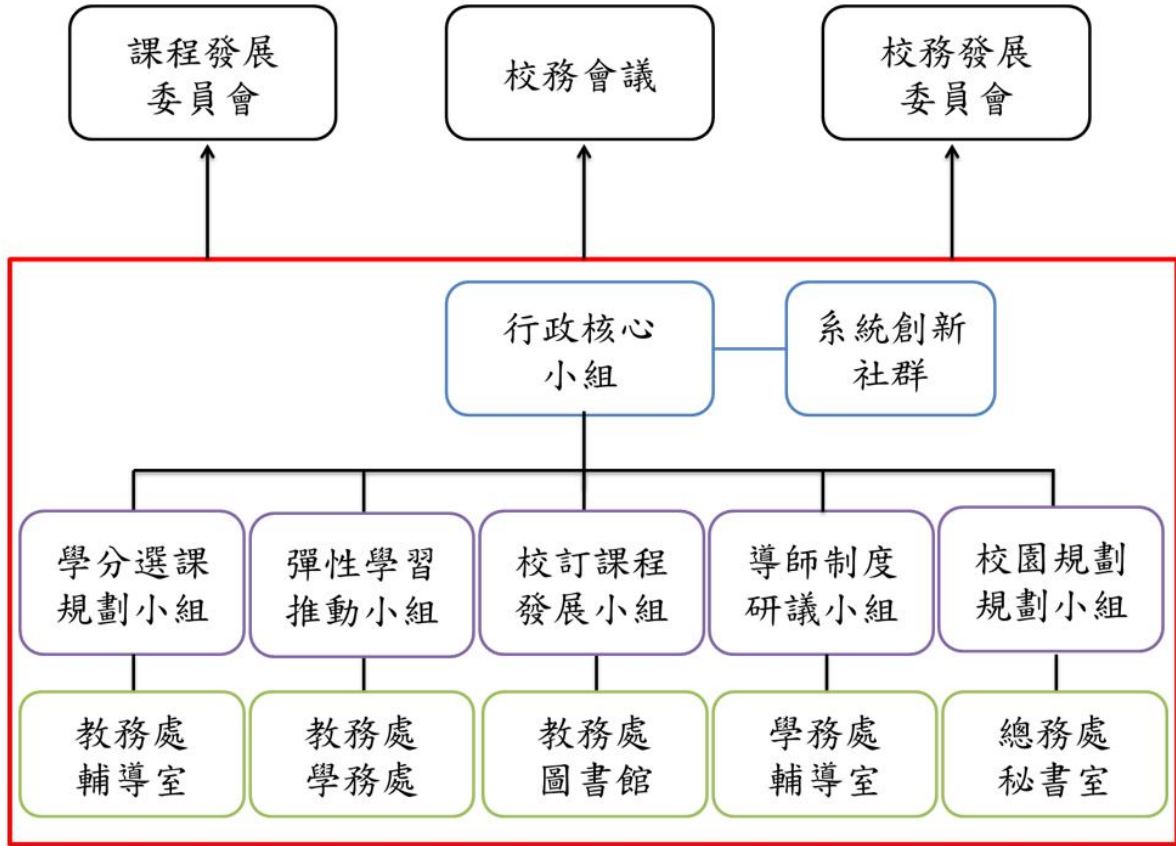 課程發展
委員會
校務會議
校務發展
委員會
行政核心
小組
系統創新
社群
學分選課
規劃小組
彈性學習
推動小組
校訂課程
發展小組
導師制度
研議小組
校園規劃
規劃小組
教務處
輔導室
教務處
學務處
教務處
圖書館
學務處
輔導室
總務處
秘書室